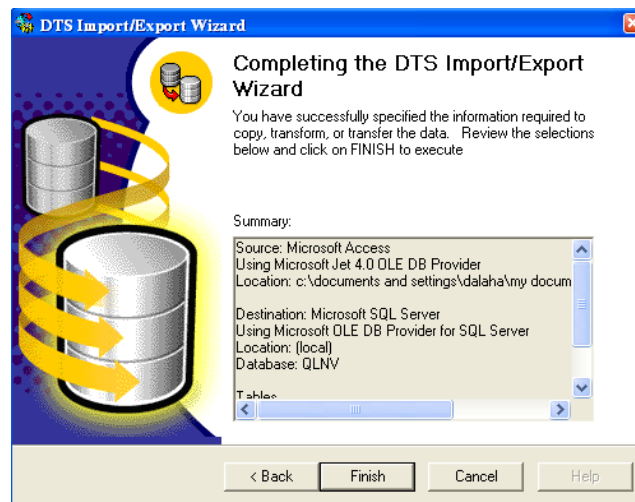 DTS Import/Export Wizard
Completing the DTS Import/Export
Wizard
You have successfully specified the information required to
copy, transform, or transfer the data. Review the selections
below and click on FINISH to execute
Summary:
Source: Microsoft Access
Using Microsoft Jet 4.0 OLE DB Provider
Location: c:\documents and settings\dalaha\my docum
Destination: Microsoft SQL Server
Using Microsoft OLE DB Provider for SQL Server
Location: (local)
Database: QLNV
Tables
< Back Finish Cancel Help